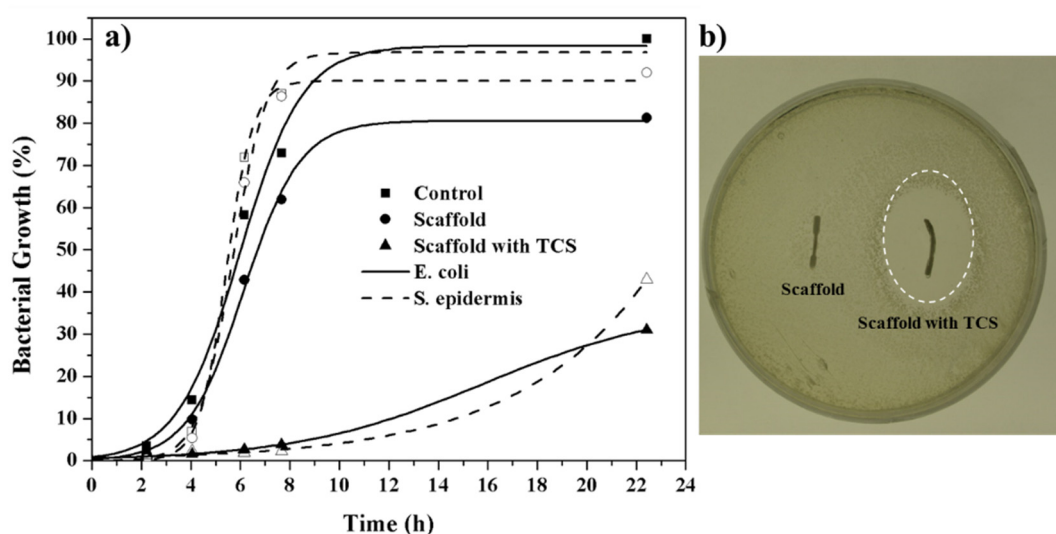 a)
b)
100
90
80
70
60
50
40
30
20
10
0
Bacterial Growth (%)
Control
Scaffold
Scaffold with TCS
E. coli
S. epidermis
0 2 4 6 8 10 12 14 16 18 20 22 24
Time (h)
Scaffold
Scaffold with TCS